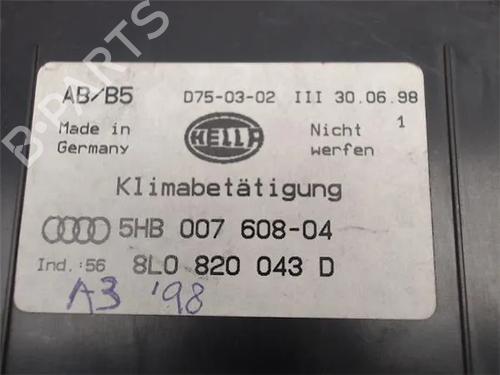 AB/B5 D75-03-02 III 30.06.98
Made in Germany HELLA Nicht werfen 1
Klimabetätigung
5HB 007 608-04
Ind.:56 8L0 820 043 D
A3 '98
B-PARTS